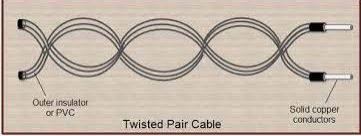 Outer insulator
or PVC
Solid copper
conductors
Twisted Pair Cable